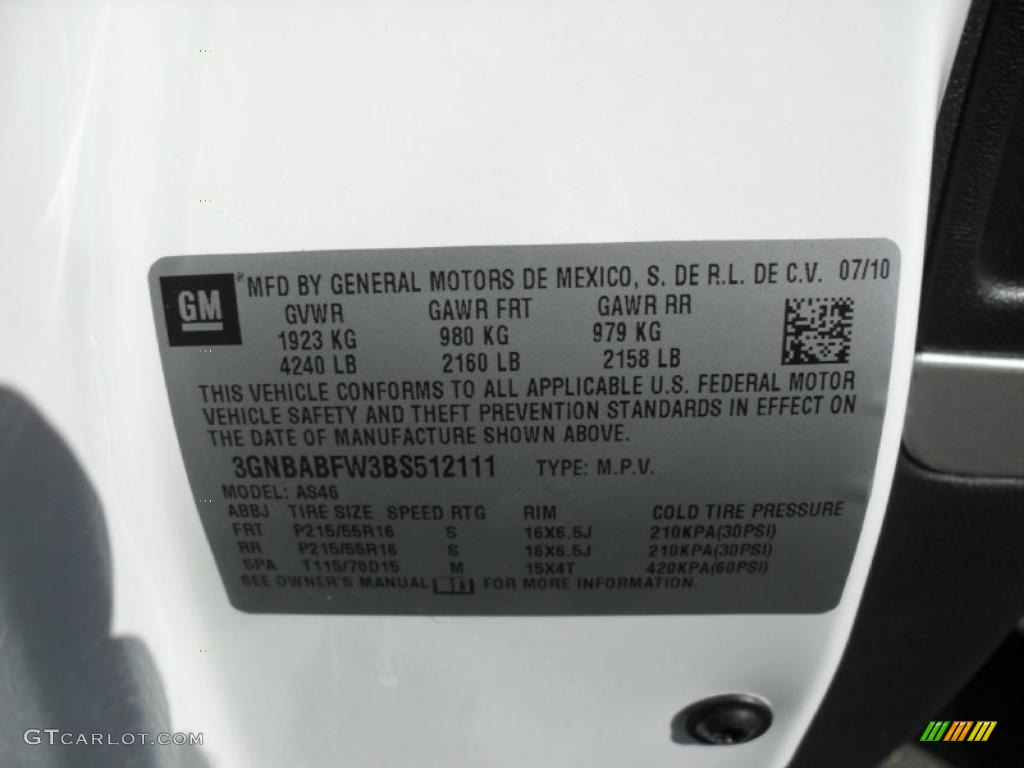 GM
MFD BY GENERAL MOTORS DE MEXICO, S. DE R.L. DE C.V. 07/10
GVWR GAWR FRT GAWR RR
1923 KG 980 KG 979 KG
4240 LB 2160 LB 2158 LB
THIS VEHICLE CONFORMS TO ALL APPLICABLE U.S. FEDERAL MOTOR
VEHICLE SAFETY AND THEFT PREVENTION STANDARDS IN EFFECT ON
THE DATE OF MANUFACTURE SHOWN ABOVE.
3GNBABFW3BS512111 TYPE: M.P.V.
MODEL: AS46
ABBJ TIRE SIZE SPEED RTG RIM COLD TIRE PRESSURE
FRT P215/55R16 S 16X6.5J 210KPA(30PSI)
RR P215/55R16 S 16X6.5J 210KPA(30PSI)
SPA T115/70D15 M 15X4T 420KPA(60PSI)
SEE OWNER'S MANUAL FOR MORE INFORMATION.
GTCARLOT.COM